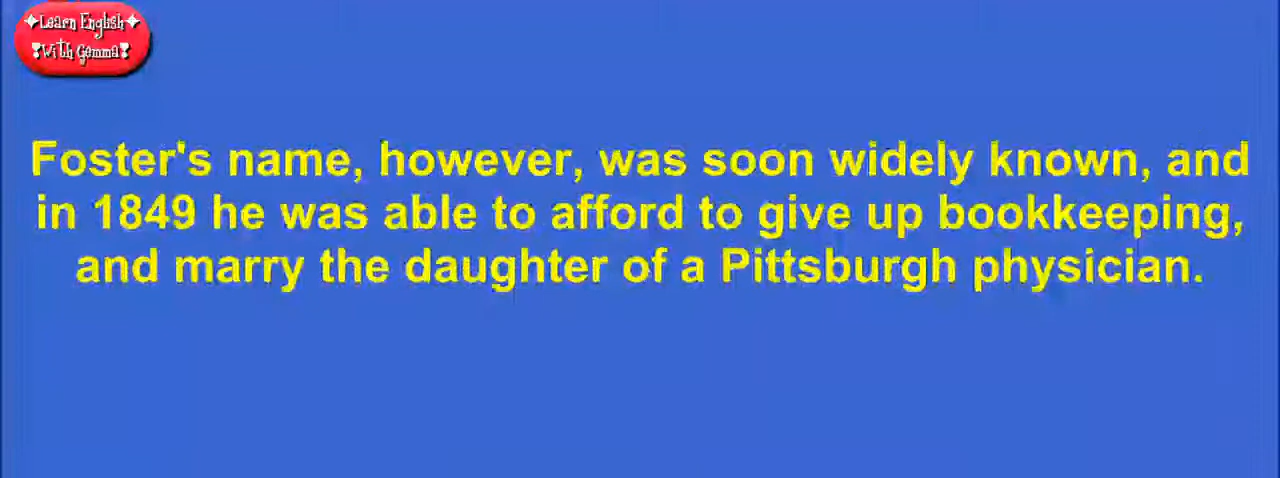 ✦Learn English✦
❣With Gemma❣
Foster's name, however, was soon widely known, and
in 1849 he was able to afford to give up bookkeeping,
and marry the daughter of a Pittsburgh physician.